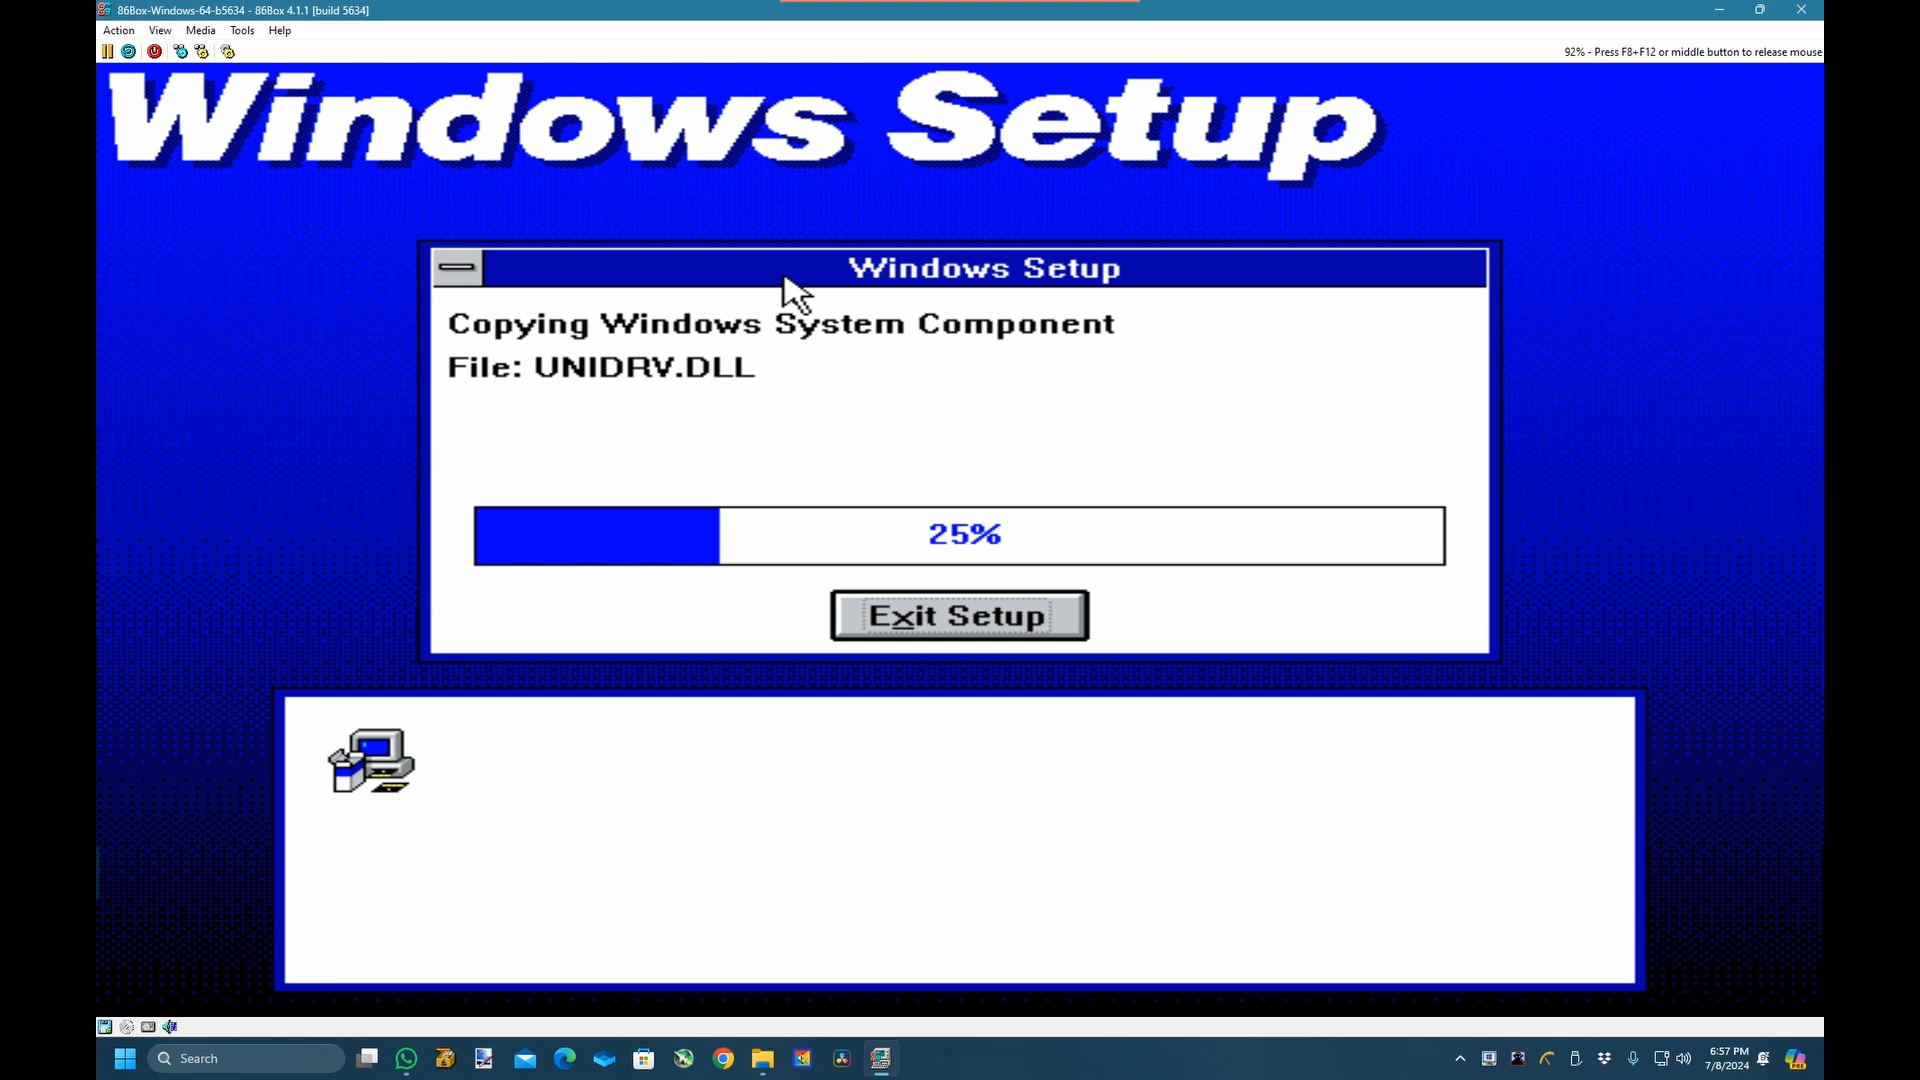 86Box-Windows-64-b5634 - 86Box 4.1.1 [build 5634]
Action View Media Tools Help
92% - Press F8+F12 or middle button to release mouse
Windows Setup
Windows Setup
Copying Windows System Component
File: UNIDRV.DLL
25%
Exit Setup
Search
6:57 PM
7/8/2024
PRE